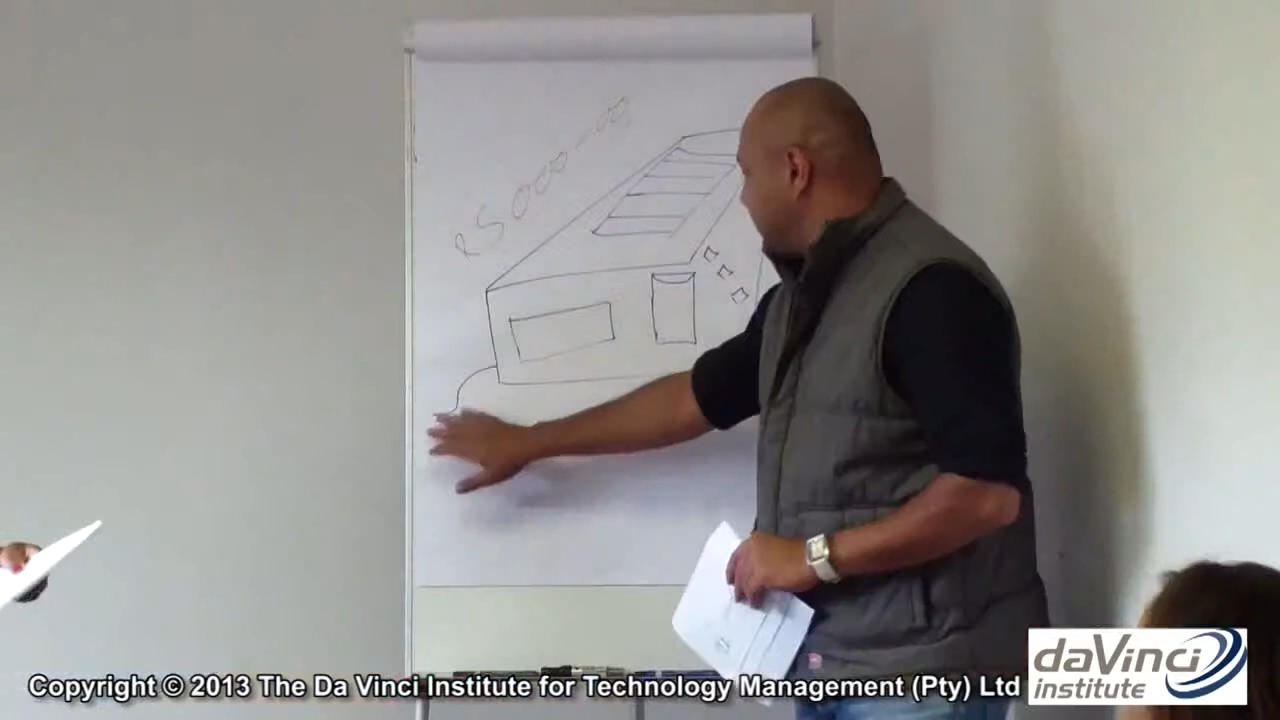 R5000-00
Copyright © 2013 The Da Vinci Institute for Technology Management (Pty) Ltd
daVinci
institute